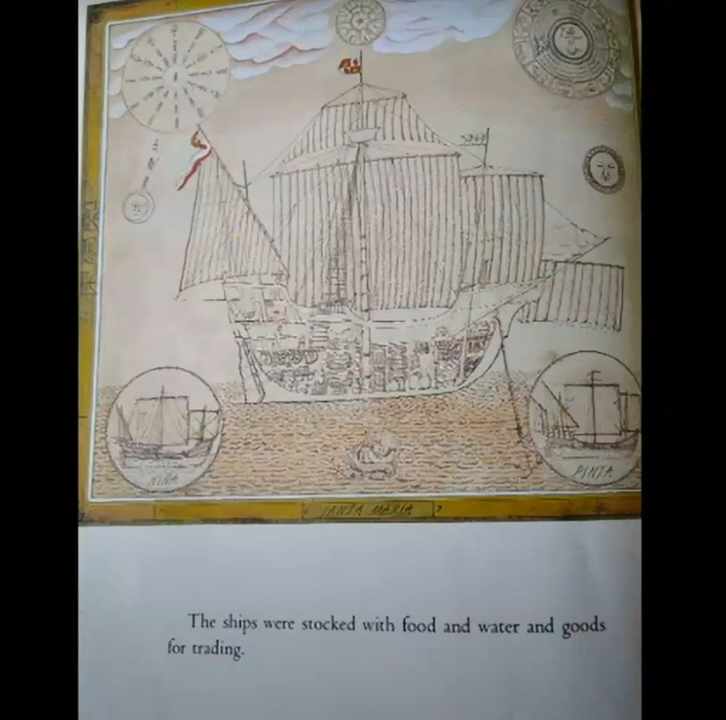 NIÑA
PINTA
SANTA MARIA
The ships were stocked with food and water and goods
for trading.